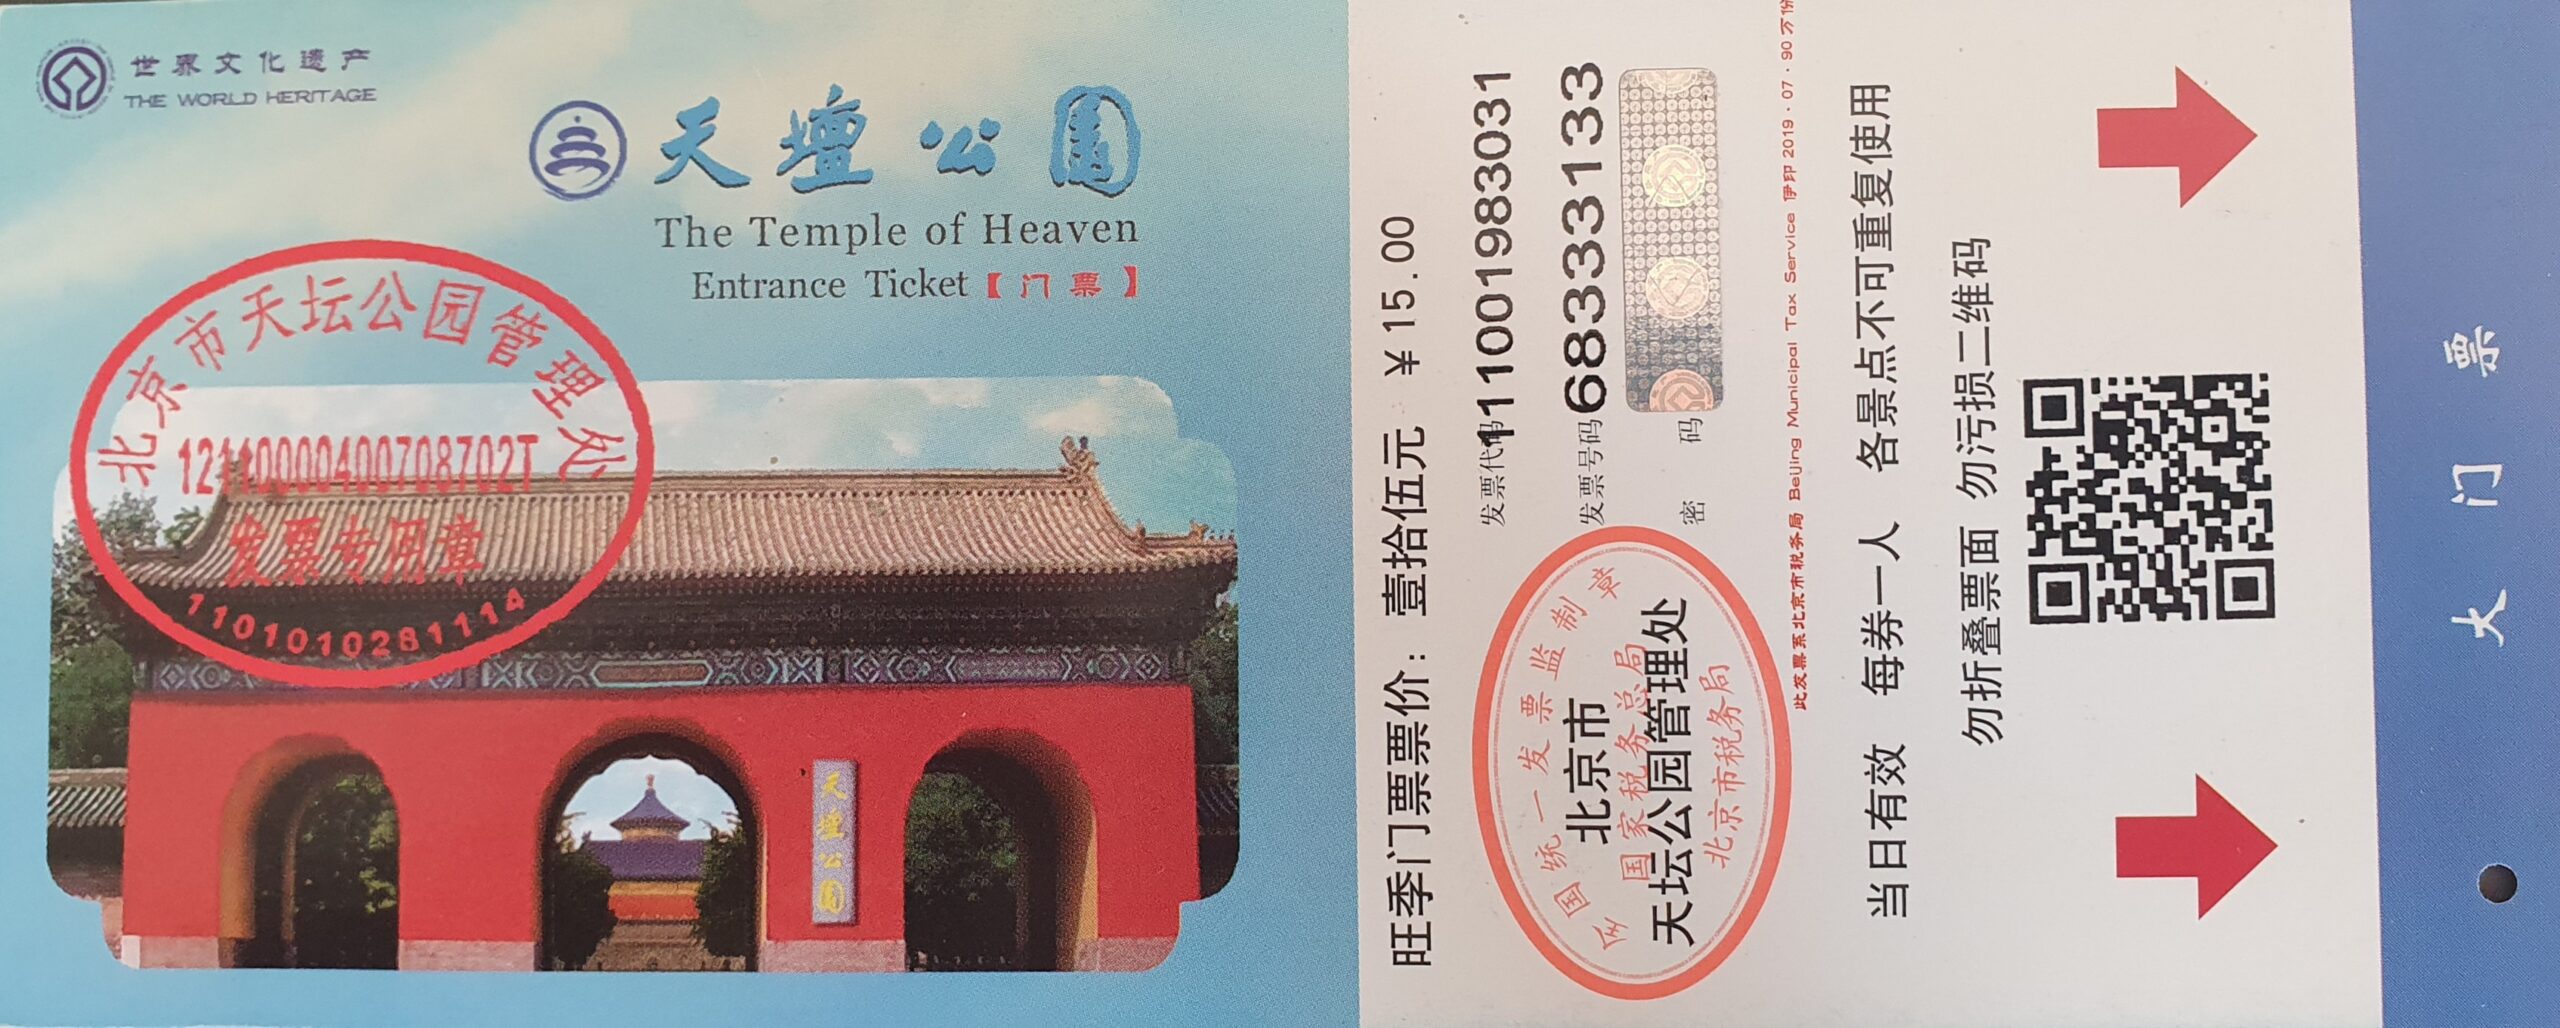 世界文化遗产
THE WORLD HERITAGE
天壇公園
The Temple of Heaven
Entrance Ticket【门票】
北京市天坛公园管理处
12110000400708702T
发票专用章
1101010281114
天壇公園
旺季门票票价：壹拾伍元 ￥15.00
发票代码111001983031
发票号码68333133
密 码
全国统一发票监制章
北京市
国家税务总局
天坛公园管理处
北京市税务局
此发票系北京市税务局 Beijing Municipal Tax Service 伊印 2019·07·90万份
当日有效 每券一人 各景点不可重复使用
勿折叠票面 勿污损二维码
大门票